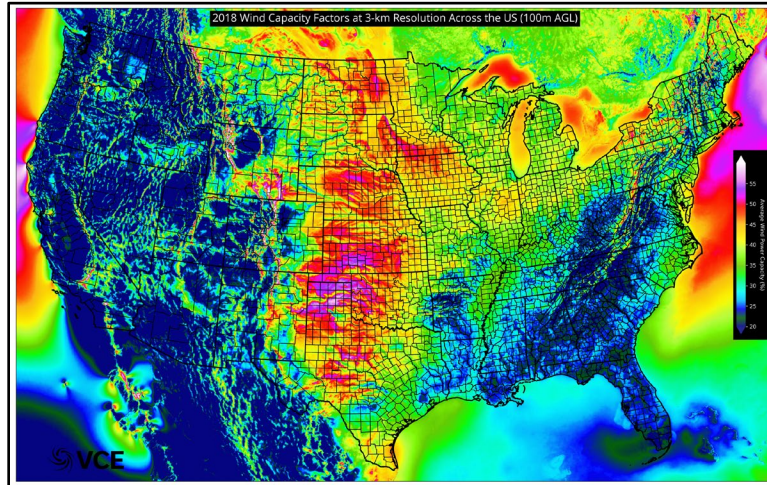 2018 Wind Capacity Factors at 3-km Resolution Across the US (100m AGL)
55
50
45
40
35
30
25
20
Average Wind Power Capacity (%)
VCE